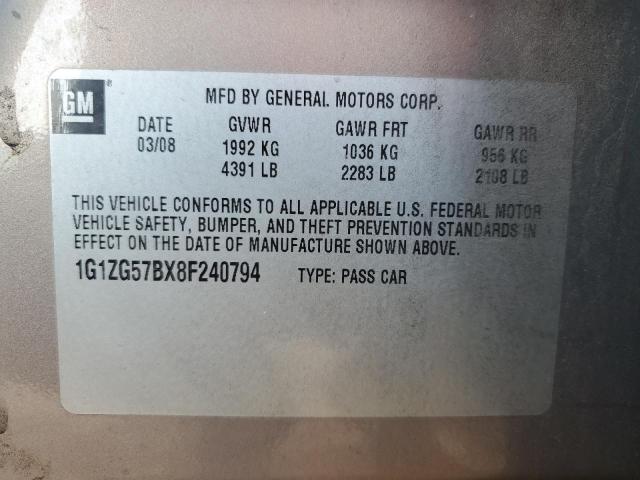 GM ®
MFD BY GENERAL MOTORS CORP.
DATE GVWR GAWR FRT GAWR RR
03/08 1992 KG 1036 KG 956 KG
4391 LB 2283 LB 2108 LB
THIS VEHICLE CONFORMS TO ALL APPLICABLE U.S. FEDERAL MOTOR
VEHICLE SAFETY, BUMPER, AND THEFT PREVENTION STANDARDS IN
EFFECT ON THE DATE OF MANUFACTURE SHOWN ABOVE.
1G1ZG57BX8F240794 TYPE: PASS CAR